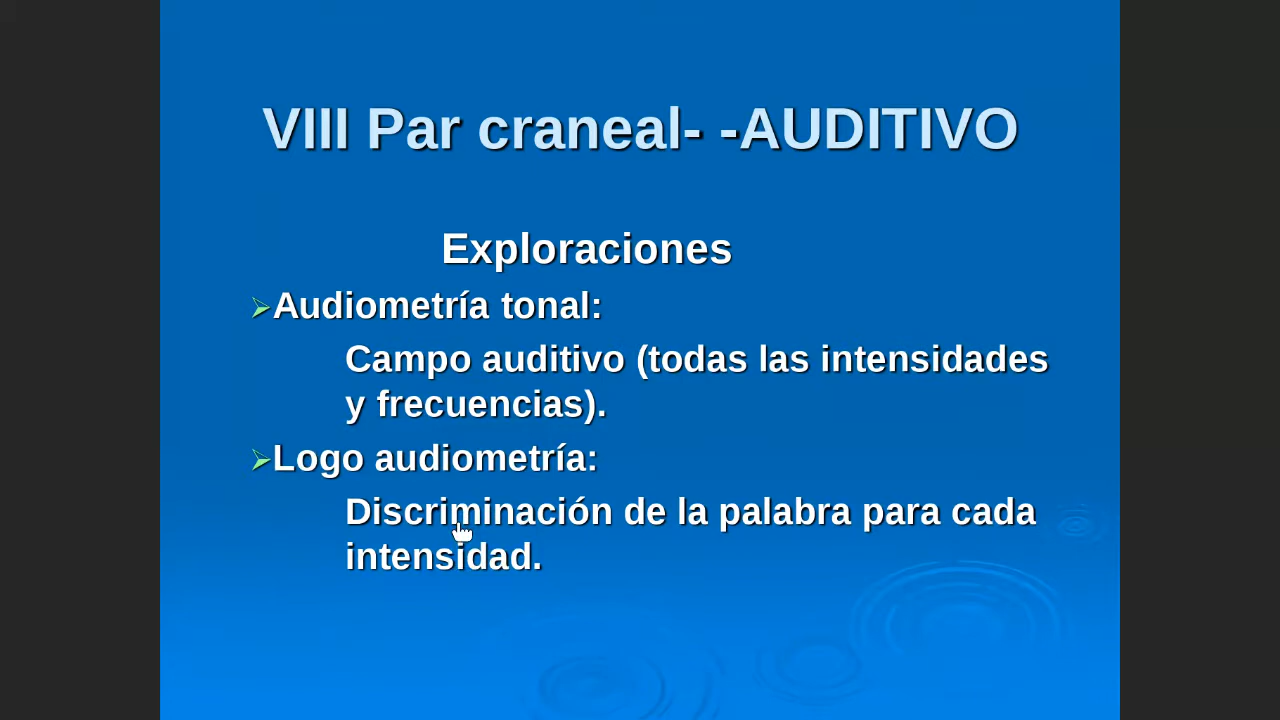 VIII Par craneal- -AUDITIVO
Exploraciones
Audiometría tonal:
Campo auditivo (todas las intensidades
y frecuencias).
Logo audiometría:
Discriminación de la palabra para cada
intensidad.